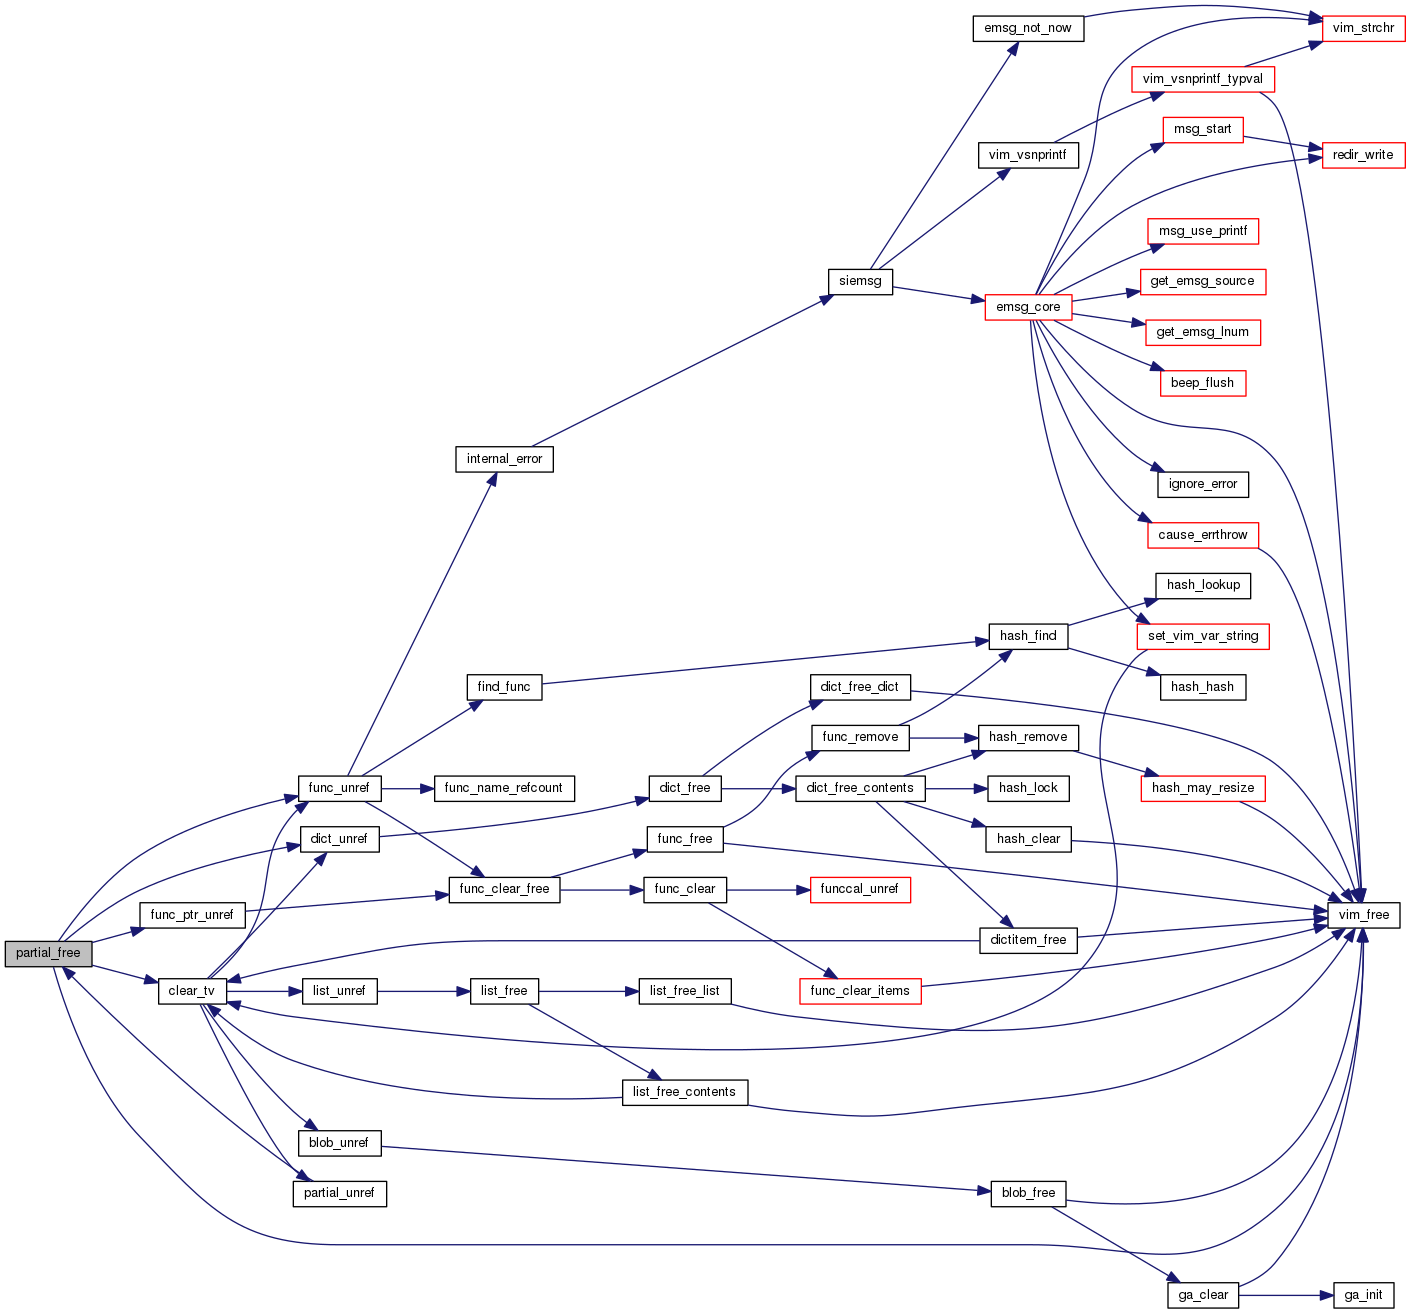 emsg_not_now
vim_strchr
vim_vsnprintf_typval
msg_start
vim_vsnprintf
redir_write
msg_use_printf
siemsg
get_emsg_source
emsg_core
get_emsg_lnum
beep_flush
internal_error
ignore_error
cause_errthrow
hash_lookup
hash_find
set_vim_var_string
find_func
dict_free_dict
hash_hash
func_remove
hash_remove
func_unref
func_name_refcount
dict_free
dict_free_contents
hash_lock
hash_may_resize
dict_unref
func_free
hash_clear
func_clear_free
func_clear
funccal_unref
func_ptr_unref
vim_free
partial_free
dictitem_free
clear_tv
list_unref
list_free
list_free_list
func_clear_items
list_free_contents
blob_unref
partial_unref
blob_free
ga_clear
ga_init